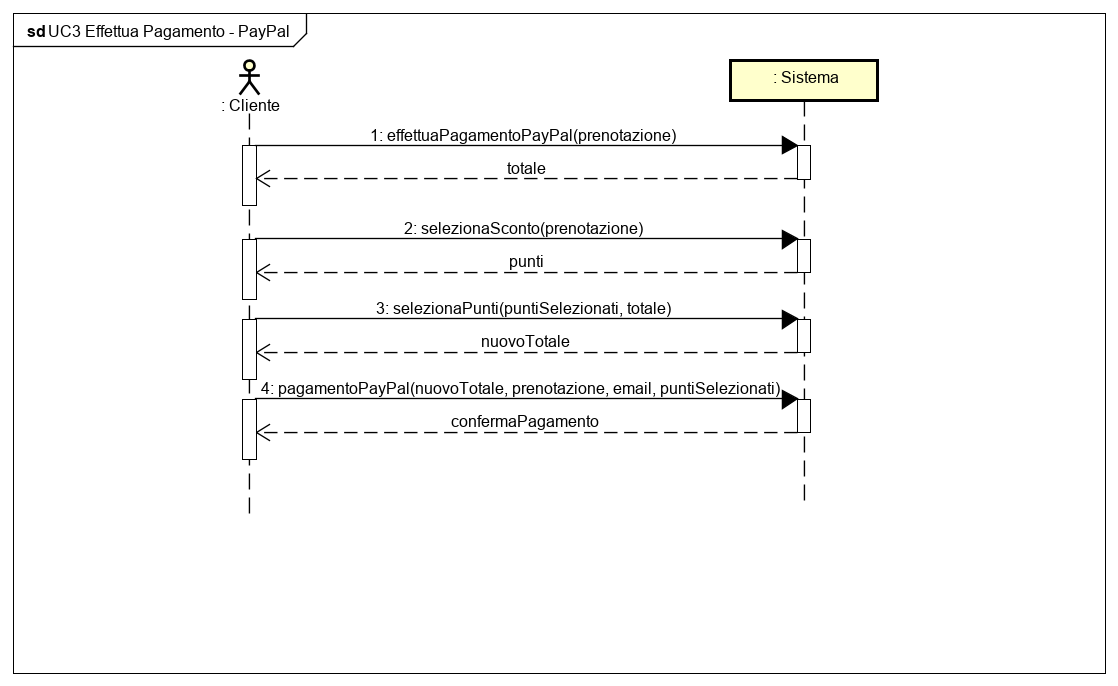 sd UC3 Effettua Pagamento - PayPal
: Cliente
: Sistema
1: effettuaPagamentoPayPal(prenotazione)
totale
2: selezionaSconto(prenotazione)
punti
3: selezionaPunti(puntiSelezionati, totale)
nuovoTotale
4: pagamentoPayPal(nuovoTotale, prenotazione, email, puntiSelezionati)
confermaPagamento